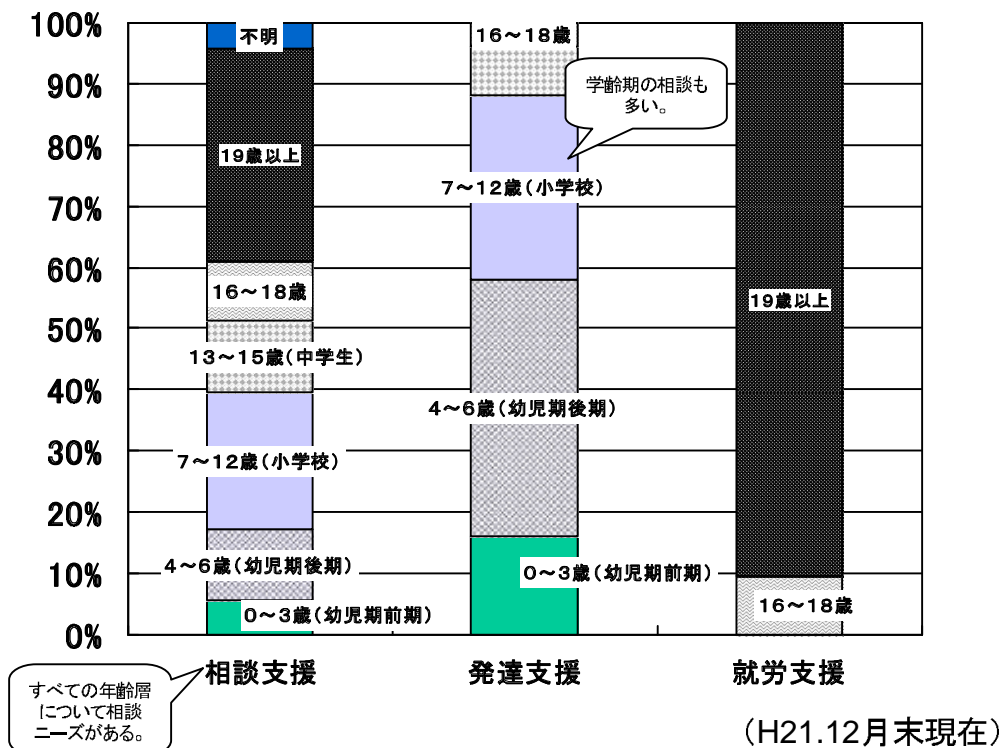 100%
90%
80%
70%
60%
50%
40%
30%
20%
10%
0%
不明
19歳以上
16～18歳
13～15歳(中学生)
7～12歳(小学校)
4～6歳(幼児期後期)
0～3歳(幼児期前期)
16～18歳
学齢期の相談も
多い。
7～12歳(小学校)
4～6歳(幼児期後期)
0～3歳(幼児期前期)
19歳以上
16～18歳
相談支援
発達支援
就労支援
すべての年齢層
について相談
ニーズがある。
(H21.12月末現在)